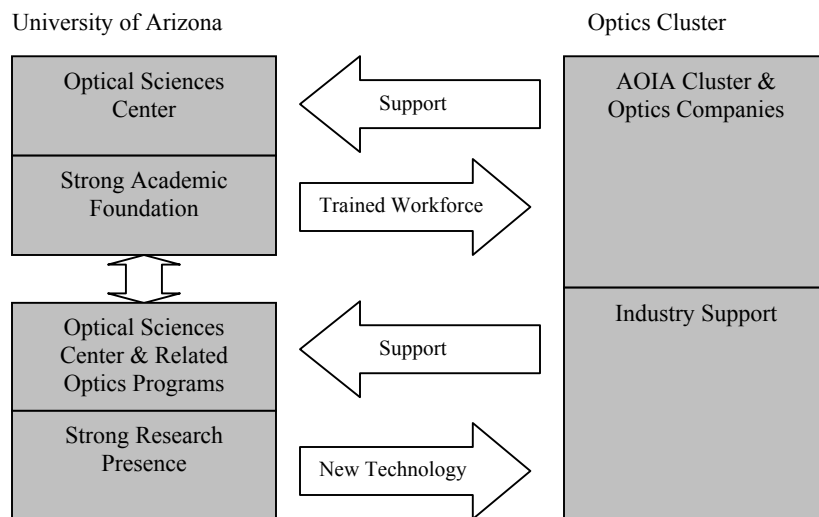 University of Arizona
Optics Cluster
Optical Sciences
Center
Support
AOIA Cluster &
Optics Companies
Strong Academic
Foundation
Trained Workforce
Optical Sciences
Center & Related
Optics Programs
Support
Industry Support
Strong Research
Presence
New Technology